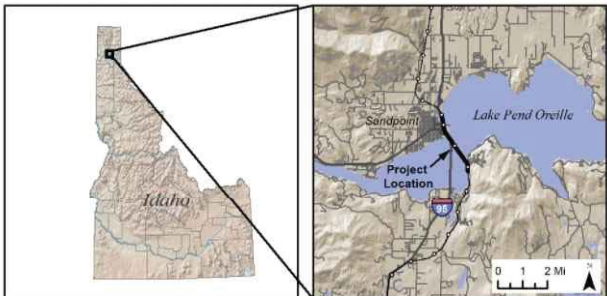 Idaho
Sandpoint
Lake Pend Oreille
Project
Location
95
N
0 1 2 Mi